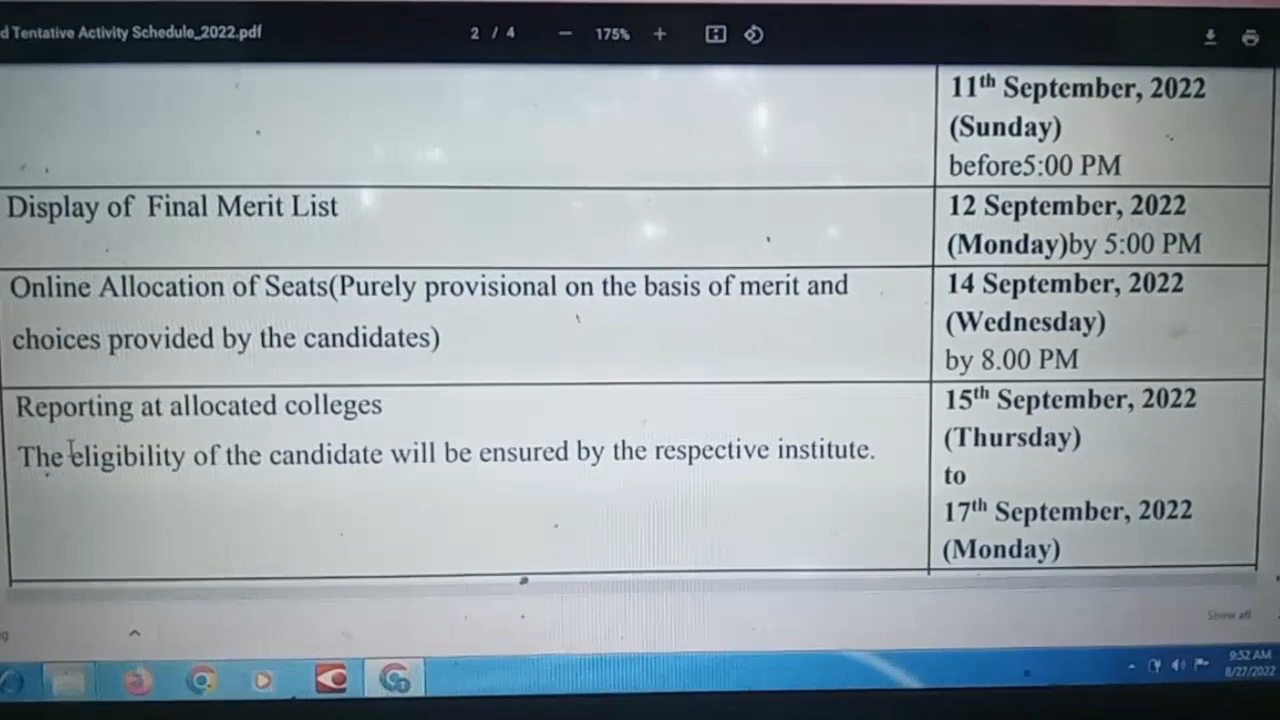 d Tentative Activity Schedule_2022.pdf
2 / 4
175%
11th September, 2022
(Sunday)
before5:00 PM
Display of Final Merit List
12 September, 2022
(Monday)by 5:00 PM
Online Allocation of Seats(Purely provisional on the basis of merit and
choices provided by the candidates)
14 September, 2022
(Wednesday)
by 8.00 PM
Reporting at allocated colleges
The eligibility of the candidate will be ensured by the respective institute.
15th September, 2022
(Thursday)
to
17th September, 2022
(Monday)
Show all
9:52 AM
8/27/2022